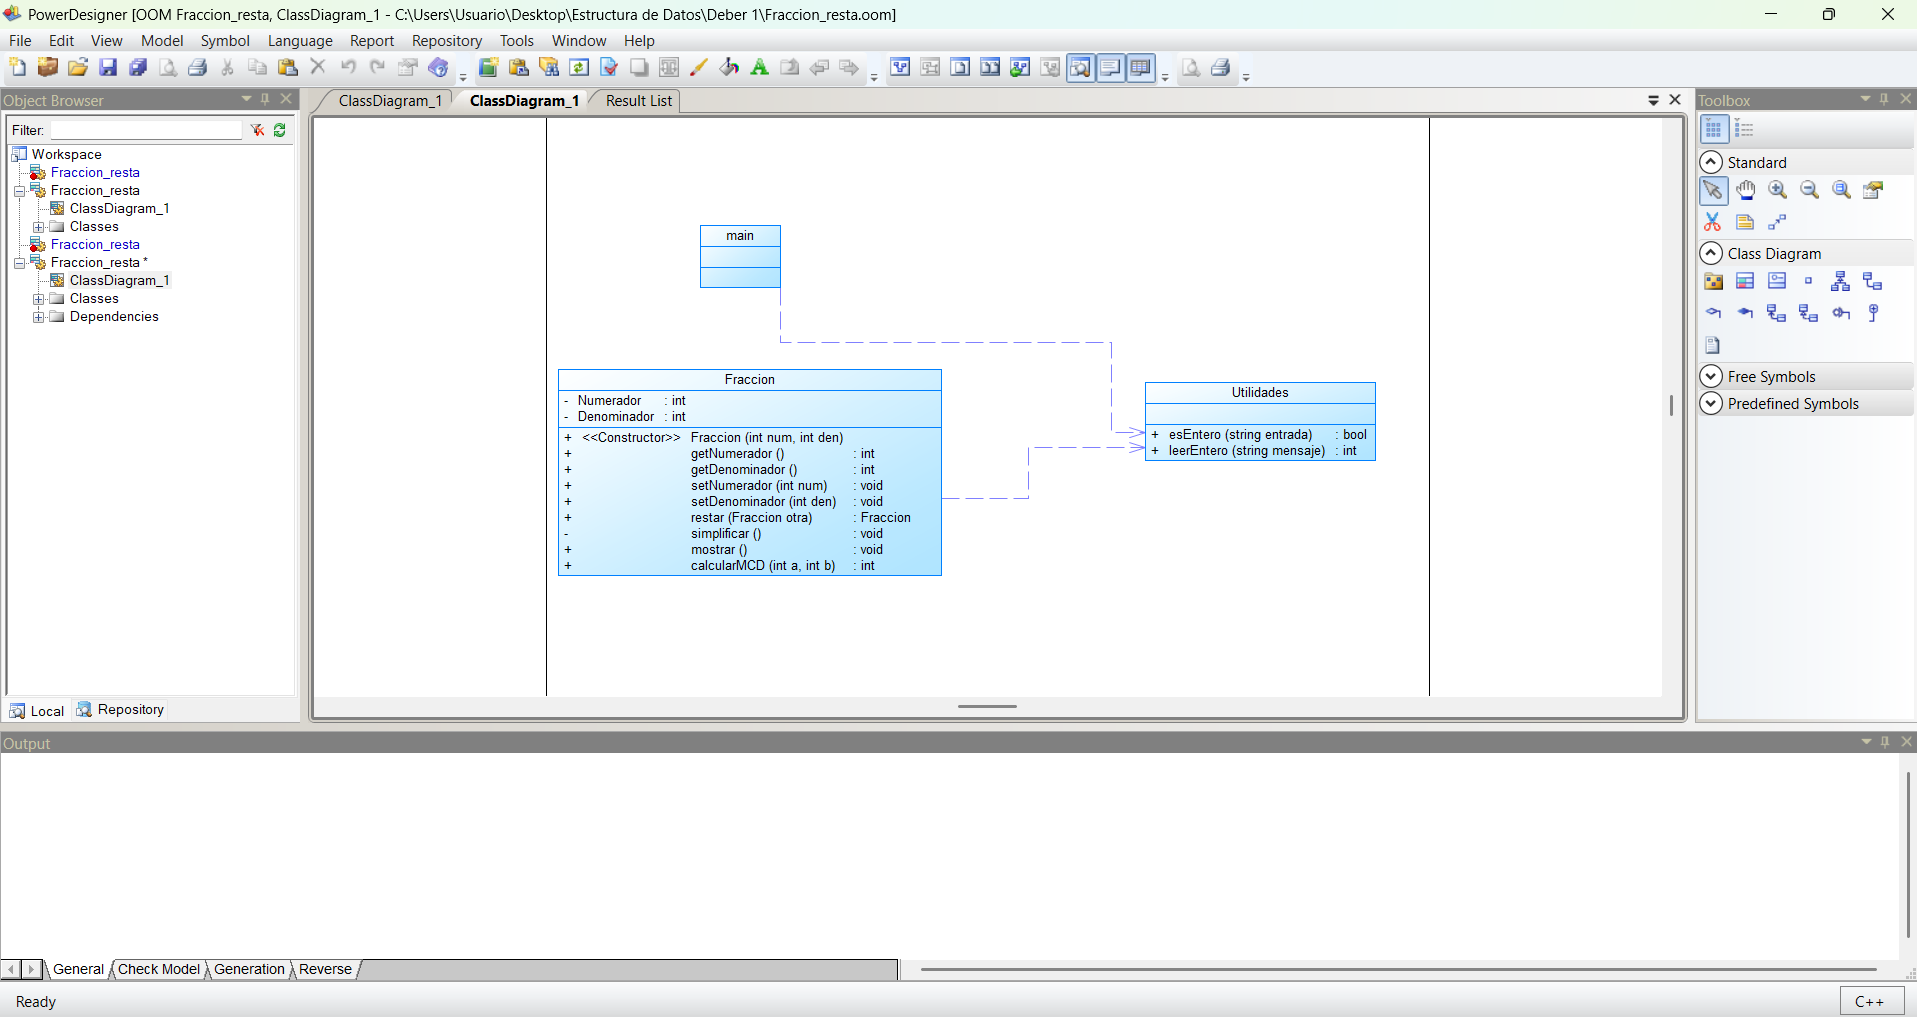 PowerDesigner [OOM Fraccion_resta, ClassDiagram_1 - C:\Users\Usuario\Desktop\Estructura de Datos\Deber 1\Fraccion_resta.oom]
File Edit View Model Symbol Language Report Repository Tools Window Help
Object Browser
ClassDiagram_1 ClassDiagram_1 Result List
Toolbox
Filter:
Workspace
Fraccion_resta
Fraccion_resta
ClassDiagram_1
Classes
Fraccion_resta
Fraccion_resta *
ClassDiagram_1
Classes
Dependencies
Local Repository
main
Fraccion
- Numerador : int
- Denominador : int
+ <<Constructor>> Fraccion (int num, int den)
+ getNumerador () : int
+ getDenominador () : int
+ setNumerador (int num) : void
+ setDenominador (int den) : void
+ restar (Fraccion otra) : Fraccion
- simplificar () : void
+ mostrar () : void
+ calcularMCD (int a, int b) : int
Utilidades
+ esEntero (string entrada) : bool
+ leerEntero (string mensaje) : int
Standard
Class Diagram
Free Symbols
Predefined Symbols
Output
General Check Model Generation Reverse
Ready
C++